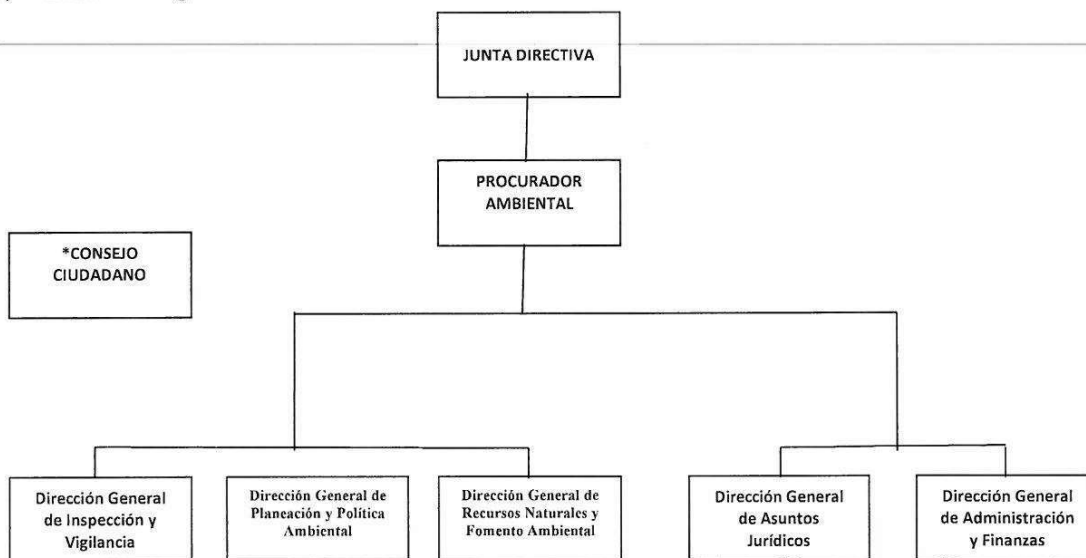 JUNTA DIRECTIVA
PROCURADOR
AMBIENTAL
*CONSEJO
CIUDADANO
Dirección General
de Inspección y
Vigilancia
Dirección General de
Planeación y Política
Ambiental
Dirección General de
Recursos Naturales y
Fomento Ambiental
Dirección General
de Asuntos
Jurídicos
Dirección General
de Administración
y Finanzas